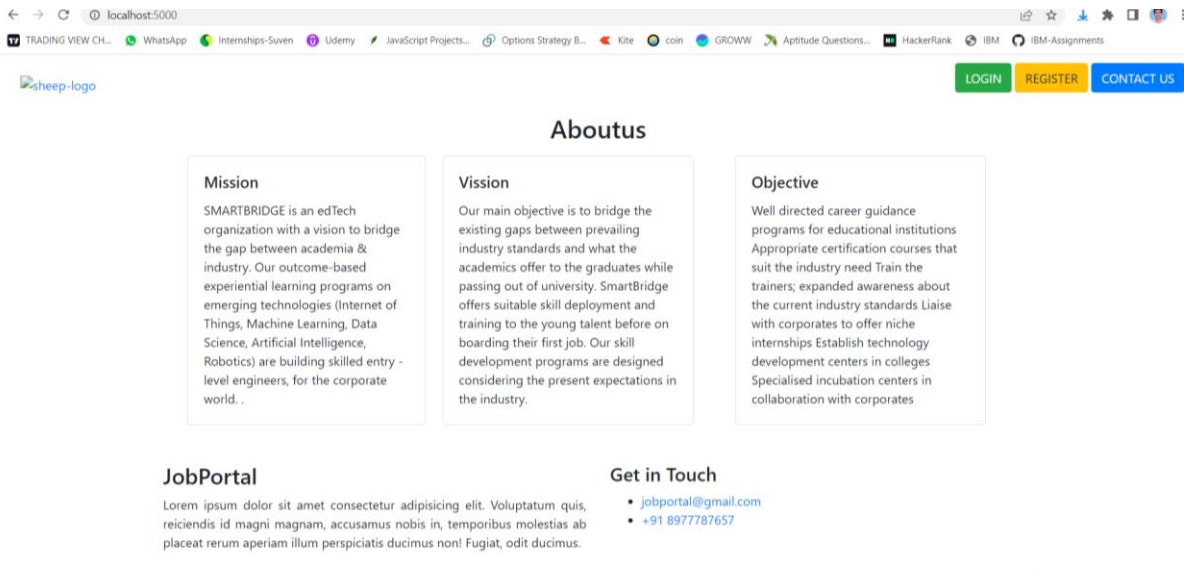 localhost:5000
TRADING VIEW CH...
WhatsApp
Internships-Suven
Udemy
JavaScript Projects...
Options Strategy B...
Kite
coin
GROWW
Aptitude Questions...
HackerRank
IBM
IBM-Assignments
sheep-logo
LOGIN
REGISTER
CONTACT US
Aboutus
Mission
SMARTBRIDGE is an edTech
organization with a vision to bridge
the gap between academia &
industry. Our outcome-based
experiential learning programs on
emerging technologies (Internet of
Things, Machine Learning, Data
Science, Artificial Intelligence,
Robotics) are building skilled entry -
level engineers, for the corporate
world. .
Vission
Our main objective is to bridge the
existing gaps between prevailing
industry standards and what the
academics offer to the graduates while
passing out of university. SmartBridge
offers suitable skill deployment and
training to the young talent before on
boarding their first job. Our skill
development programs are designed
considering the present expectations in
the industry.
Objective
Well directed career guidance
programs for educational institutions
Appropriate certification courses that
suit the industry need Train the
trainers; expanded awareness about
the current industry standards Liaise
with corporates to offer niche
internships Establish technology
development centers in colleges
Specialised incubation centers in
collaboration with corporates
JobPortal
Lorem ipsum dolor sit amet consectetur adipisicing elit. Voluptatum quis,
reiciendis id magni magnam, accusamus nobis in, temporibus molestias ab
placeat rerum aperiam illum perspiciatis ducimus non! Fugiat, odit ducimus.
Get in Touch
jobportal@gmail.com
+91 8977787657